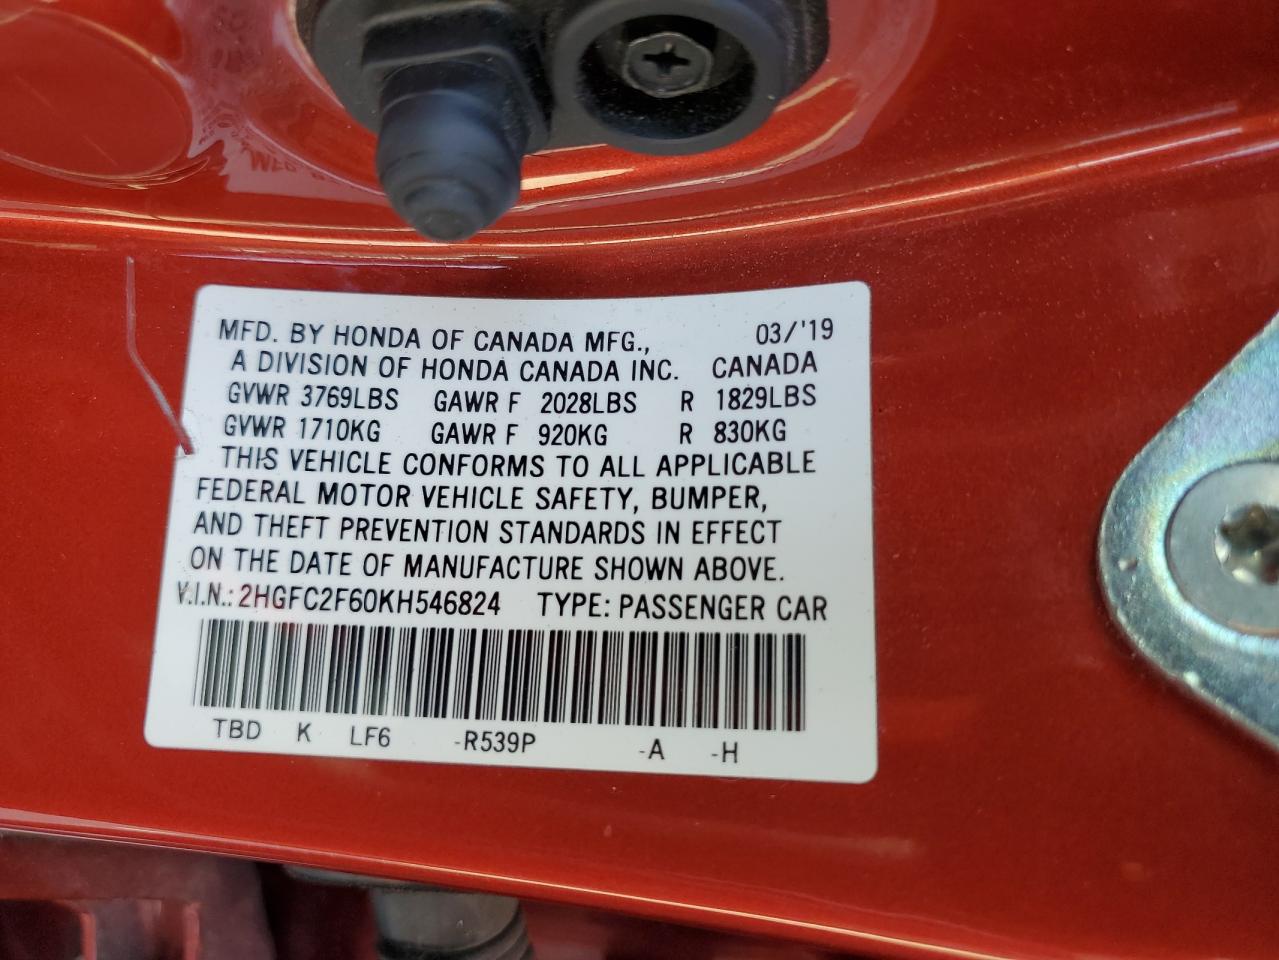 MFD. BY HONDA OF CANADA MFG., 03/'19
A DIVISION OF HONDA CANADA INC. CANADA
GVWR 3769LBS GAWR F 2028LBS R 1829LBS
GVWR 1710KG GAWR F 920KG R 830KG
THIS VEHICLE CONFORMS TO ALL APPLICABLE
FEDERAL MOTOR VEHICLE SAFETY, BUMPER,
AND THEFT PREVENTION STANDARDS IN EFFECT
ON THE DATE OF MANUFACTURE SHOWN ABOVE.
V.I.N.: 2HGFC2F60KH546824 TYPE: PASSENGER CAR
TBD K LF6 -R539P -A -H